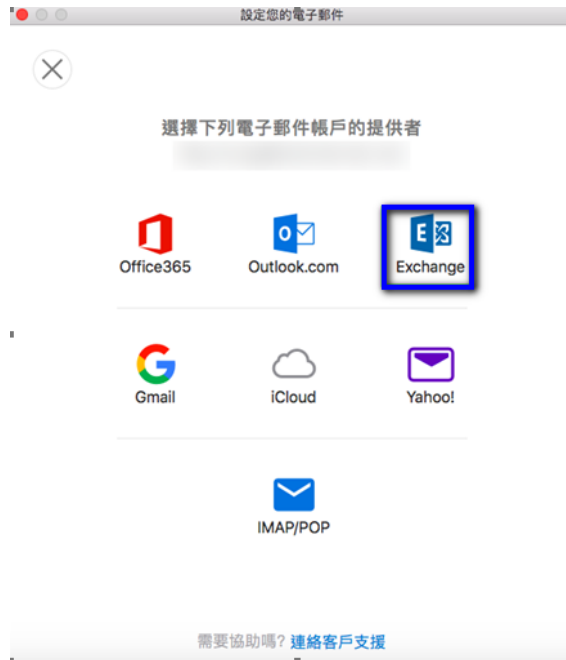 設定您的電子郵件
選擇下列電子郵件帳戶的提供者
Office365 Outlook.com Exchange
Gmail iCloud Yahoo!
IMAP/POP
需要協助嗎? 連絡客戶支援